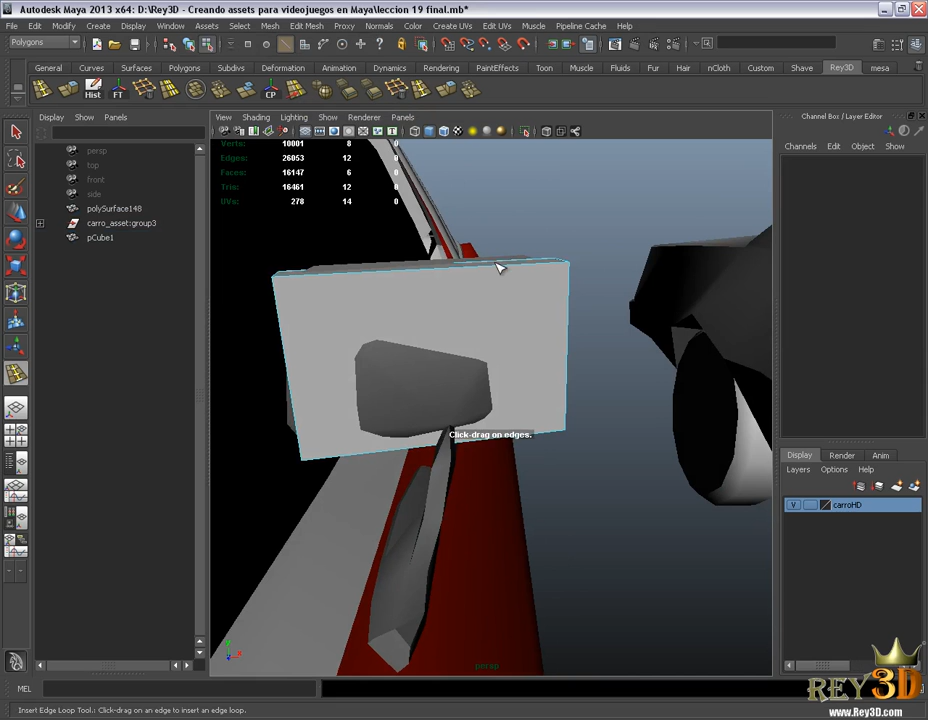 Autodesk Maya 2013 x64: D:\Rey3D - Creando assets para videojuegos en Maya\leccion 19 final.mb*
File Edit Modify Create Display Window Assets Select Mesh Edit Mesh Proxy Normals Color Create UVs Edit UVs Muscle Pipeline Cache Help
Polygons
General Curves Surfaces Polygons Subdivs Deformation Animation Dynamics Rendering PaintEffects Toon Muscle Fluids Fur Hair nCloth Custom Shave Rey3D mesa
Hist FT CP
Display Show Panels
View Shading Lighting Show Renderer Panels
Channel Box / Layer Editor
Channels Edit Object Show
persp
top
front
side
polySurface148
carro_asset:group3
pCube1
Verts: 10001 8 0
Edges: 26053 12 0
Faces: 16147 6 0
Tris: 16461 12 0
UVs: 278 14 0
Click-drag on edges.
persp
Display Render Anim
Layers Options Help
V carroHD
MEL
Insert Edge Loop Tool: Click-drag on an edge to insert an edge loop.
REY3D
www.Rey3D.com